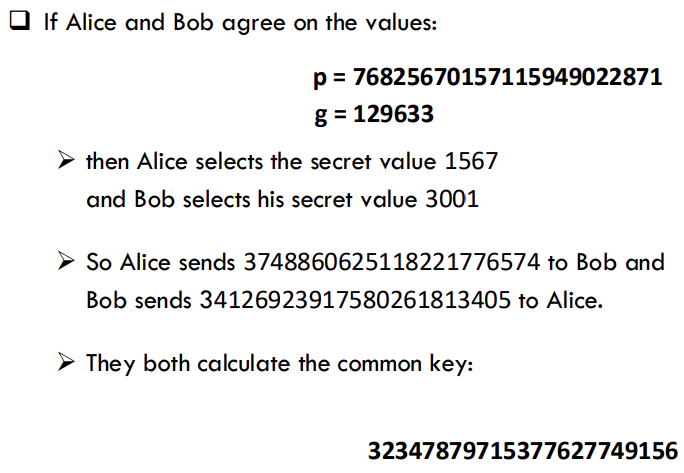 ❑ If Alice and Bob agree on the values:
p = 76825670157115949022871
g = 129633
➢ then Alice selects the secret value 1567
and Bob selects his secret value 3001
➢ So Alice sends 3748860625118221776574 to Bob and
Bob sends 34126923917580261813405 to Alice.
➢ They both calculate the common key:
32347879715377627749156